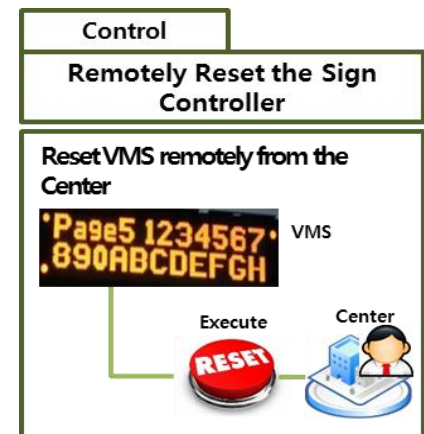 Control
Remotely Reset the Sign
Controller
Reset VMS remotely from the
Center
Page5 1234567
890ABCDEFGH
VMS
Execute
Center
RESET